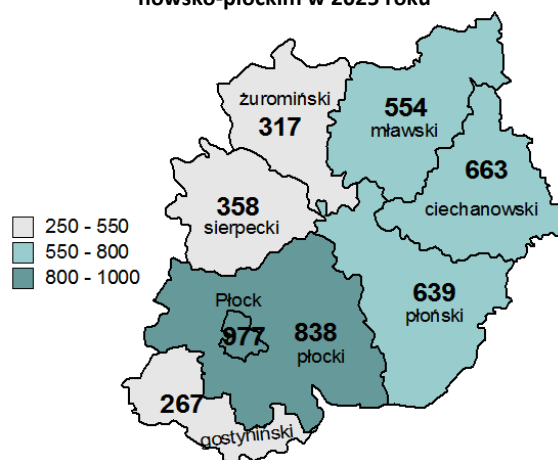 nowsko-płockim w 2023 roku
żuromiński
317
554
mławski
663
ciechanowski
358
sierpecki
250 - 550
550 - 800
800 - 1000
Płock
977
838
płocki
639
płoński
267
gostyniński